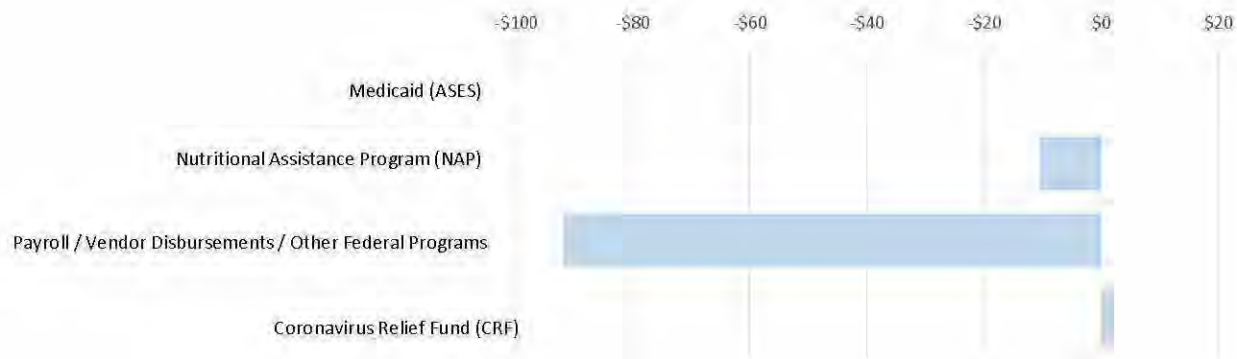 -$100 -$80 -$60 -$40 -$20 $0 $20
Medicaid (ASES)
Nutritional Assistance Program (NAP)
Payroll / Vendor Disbursements / Other Federal Programs
Coronavirus Relief Fund (CRF)